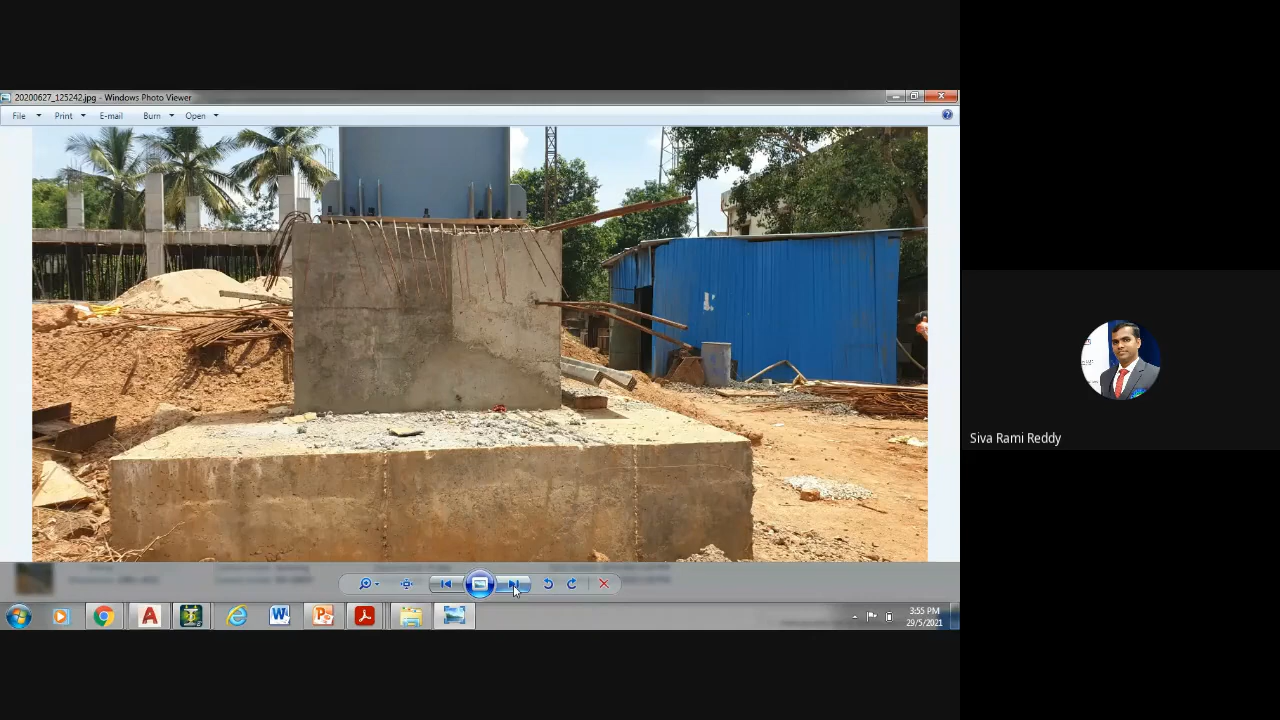 20200627_125242.jpg - Windows Photo Viewer
File Print E-mail Burn Open
Siva Rami Reddy
3:55 PM
29/5/2021